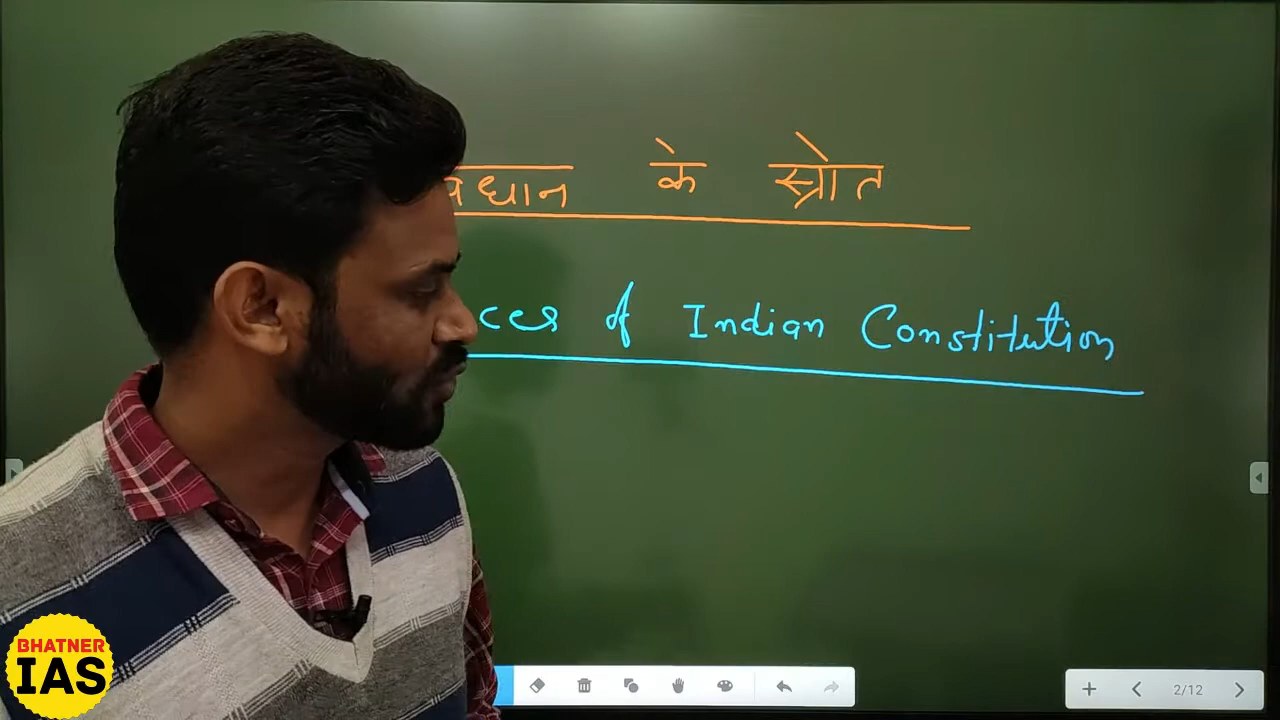 के स्रोत
of Indian Constitution
BHATNER
IAS
2/12